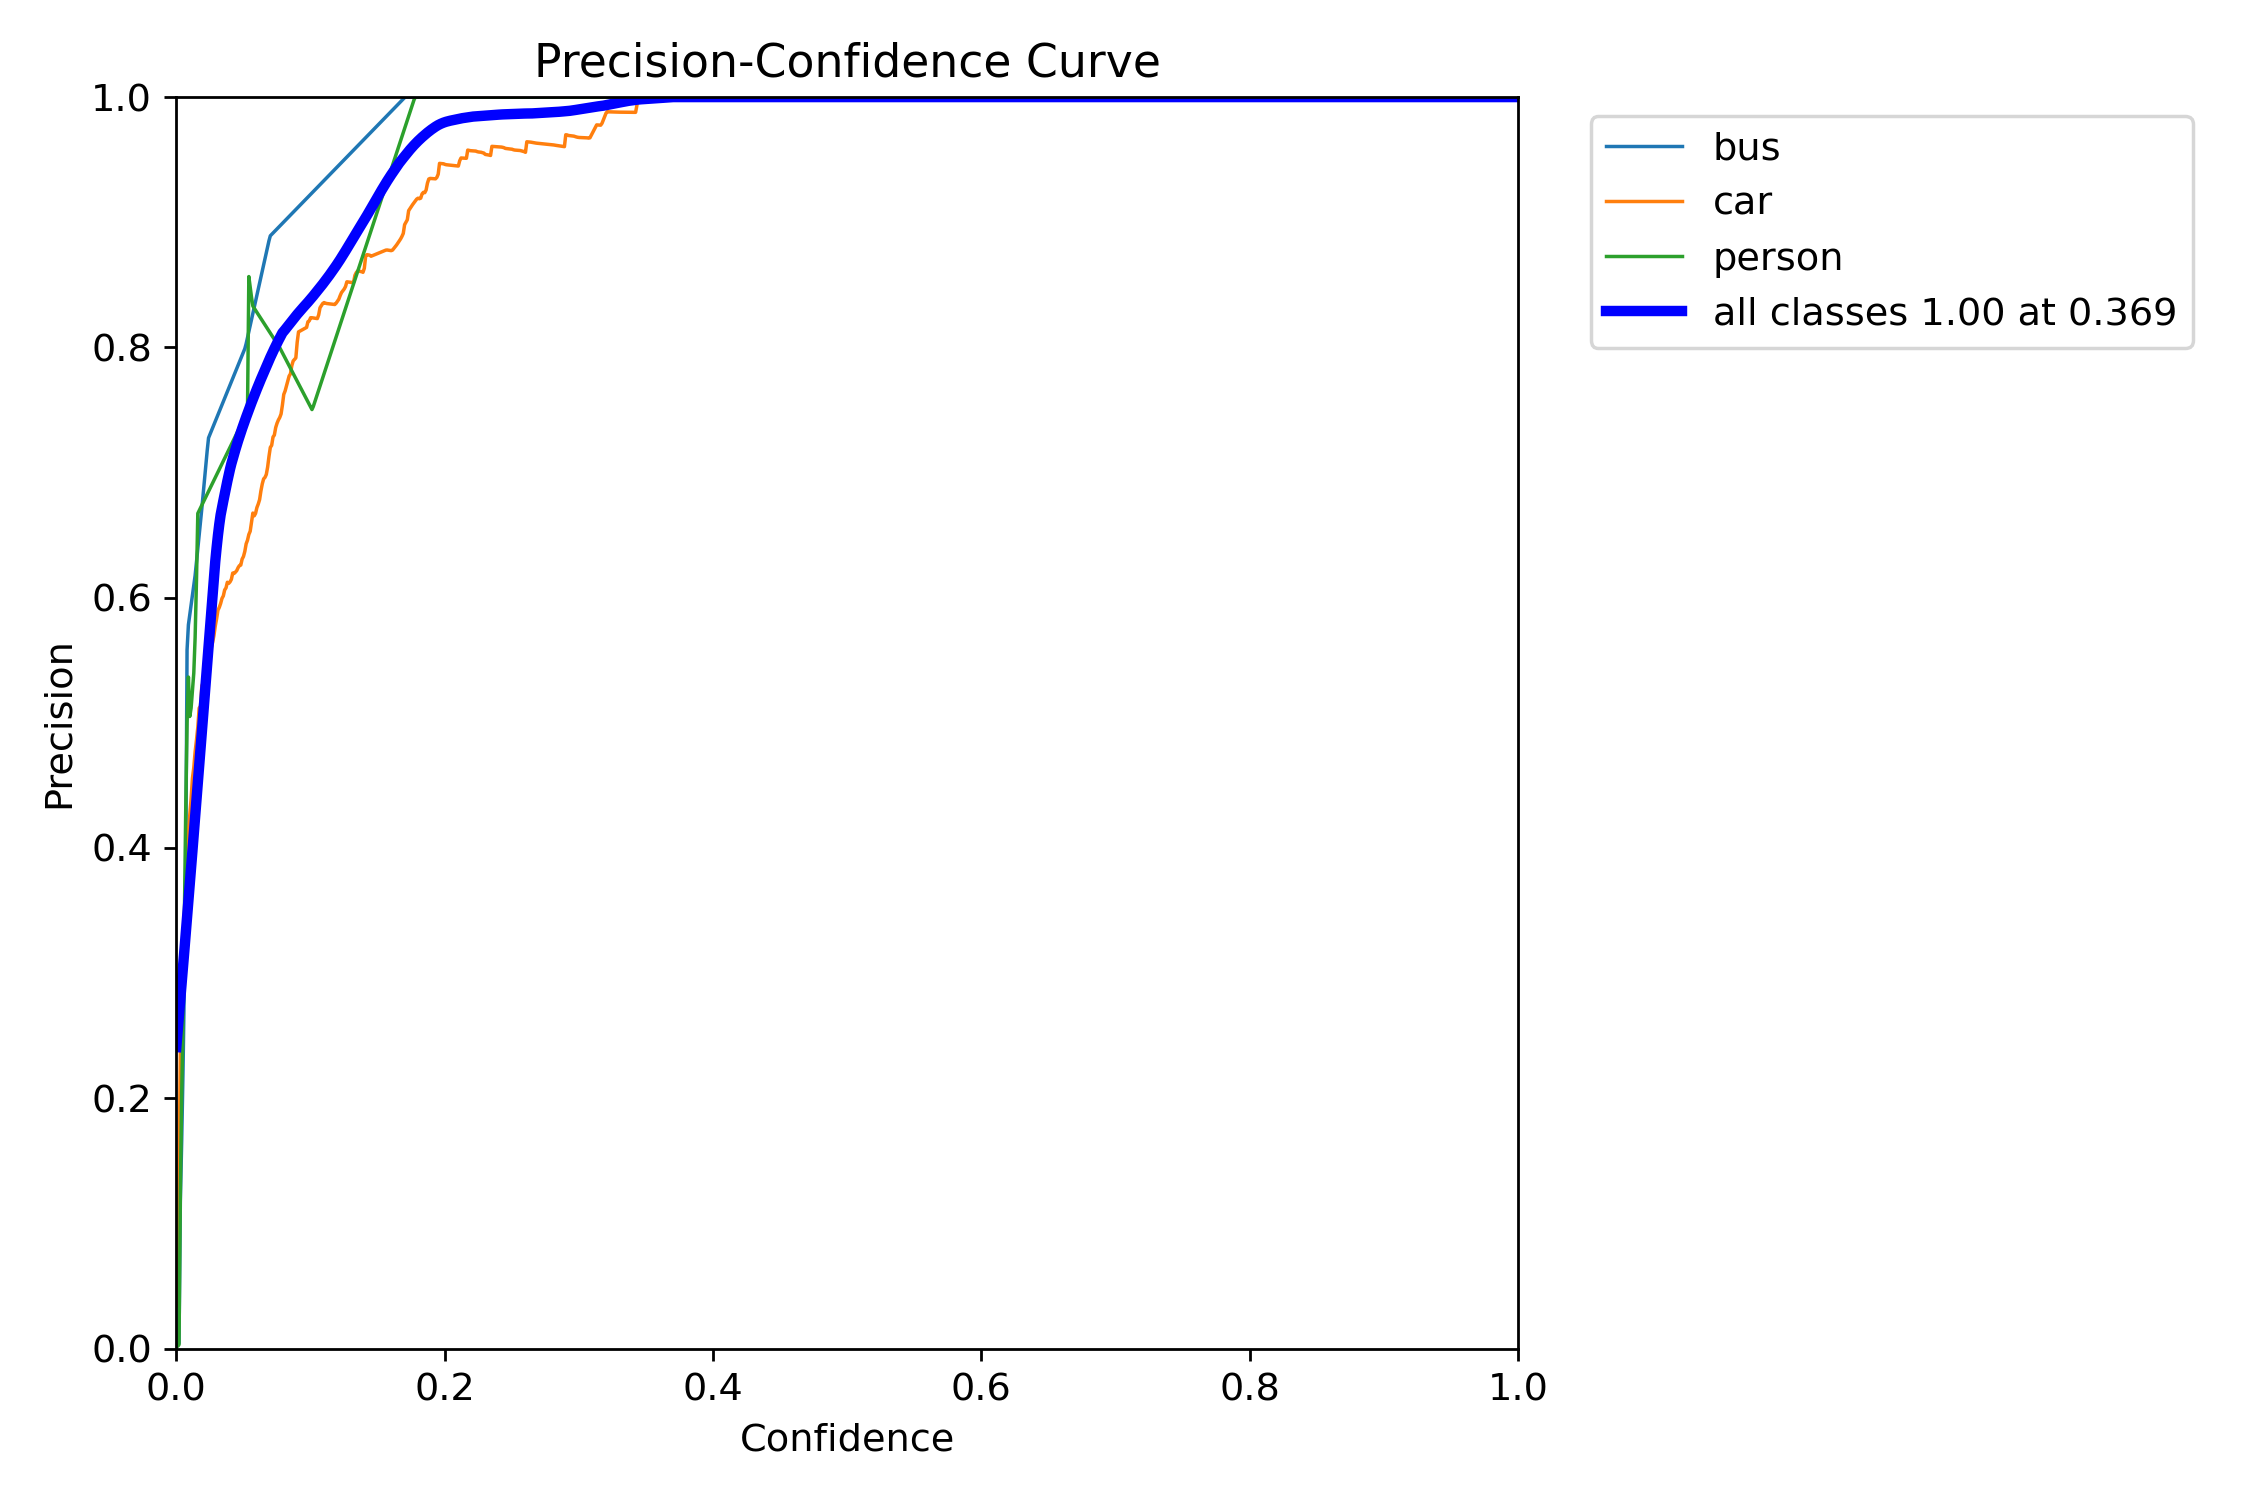 Precision-Confidence Curve
1.0
0.8
0.6
0.4
0.2
0.0
Precision
0.0 0.2 0.4 0.6 0.8 1.0
Confidence
bus
car
person
all classes 1.00 at 0.369